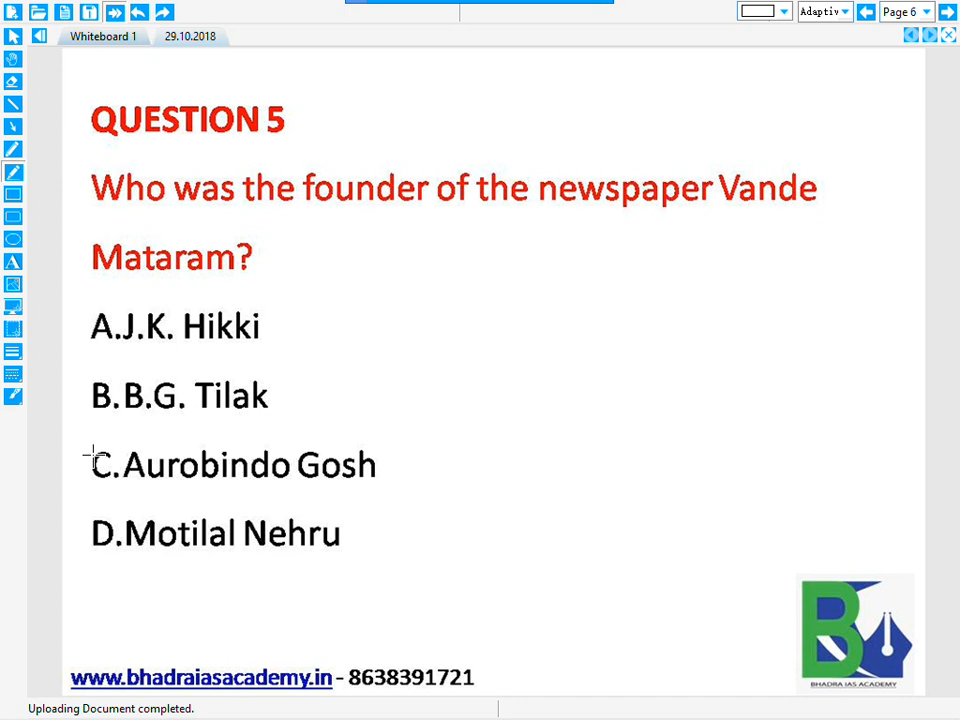 Adaptiv
Page 6
Whiteboard 1
29.10.2018
QUESTION 5
Who was the founder of the newspaper Vande
Mataram?
A.J.K. Hikki
B.B.G. Tilak
C.Aurobindo Gosh
D.Motilal Nehru
B
BHADRA IAS ACADEMY
www.bhadraiasacademy.in - 8638391721
Uploading Document completed.